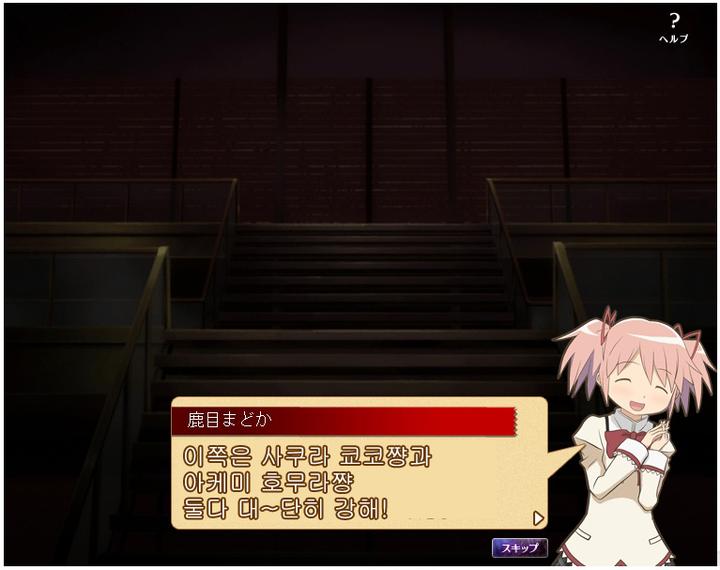 ?
ヘルプ
鹿目まどか
이쪽은 사쿠라 쿄코쨩과
아케미 호무라쨩
둘다 대~단히 강해!
スキップ